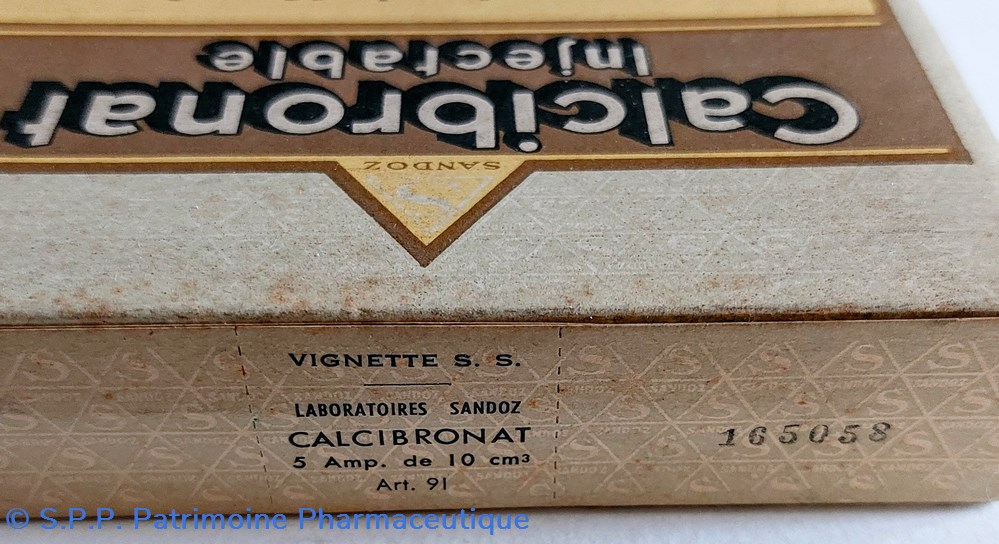 Calcibronat
Injectable
SANDOZ
VIGNETTE S. S.
LABORATOIRES SANDOZ
CALCIBRONAT
5 Amp. de 10 cm³
Art. 91
165058
© S.P.P. Patrimoine Pharmaceutique